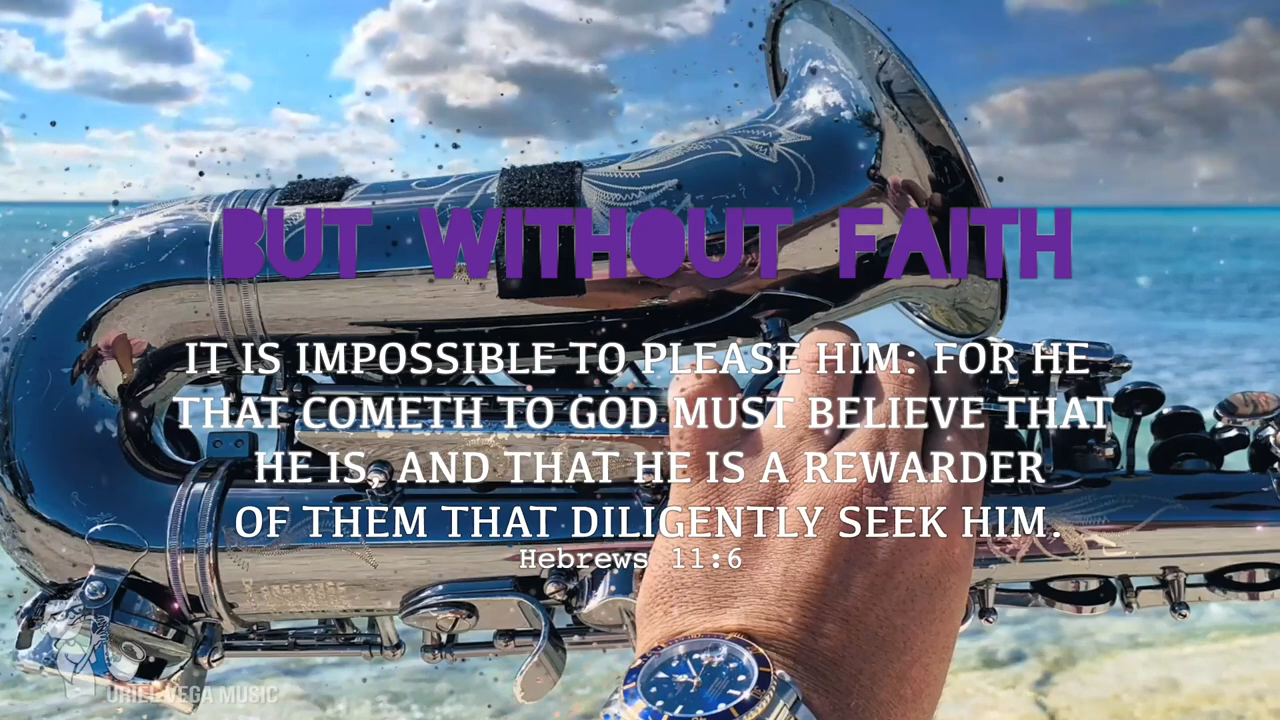 BUT WITHOUT FAITH
IT IS IMPOSSIBLE TO PLEASE HIM: FOR HE
THAT COMETH TO GOD MUST BELIEVE THAT
HE IS, AND THAT HE IS A REWARDER
OF THEM THAT DILIGENTLY SEEK HIM.
Hebrews 11:6
URIEL VEGA MUSIC